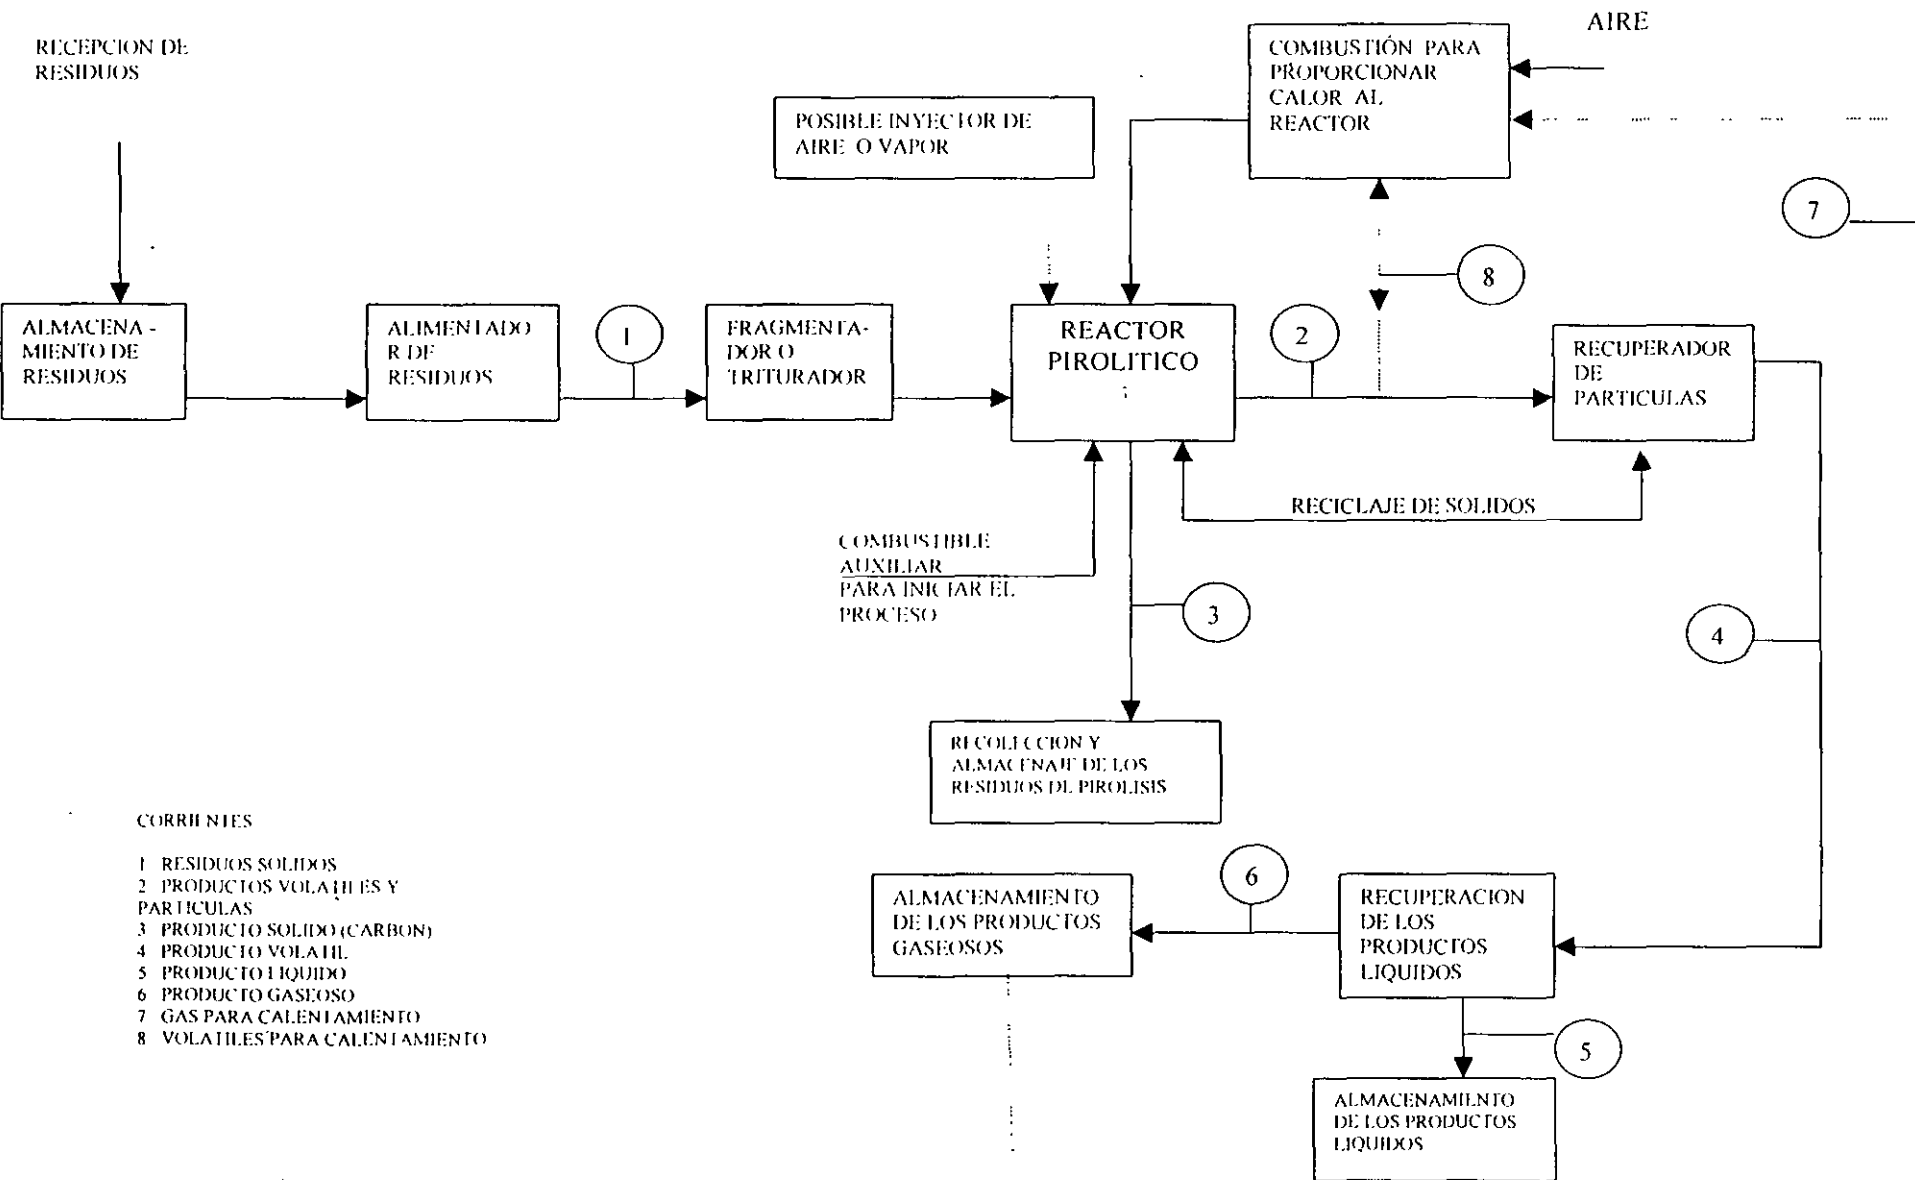 AIRE
RECEPCION DE
RESIDUOS
COMBUSTIÓN PARA
PROPORCIONAR
CALOR AL
REACTOR
POSIBLE INYECTOR DE
AIRE O VAPOR
7
8
ALMACENA -
MIENTO DE
RESIDUOS
ALIMENTADO
R DE
RESIDUOS
1
FRAGMENTA-
DOR O
TRITURADOR
REACTOR
PIROLITICO
2
RECUPERADOR
DE
PARTICULAS
RECICLAJE DE SOLIDOS
COMBUSTIBLE
AUXILIAR
PARA INICIAR EL
PROCESO
3
4
RECOLECCION Y
ALMACENAJE DE LOS
RESIDUOS DE PIROLISIS
CORRIENTES
1 RESIDUOS SOLIDOS
2 PRODUCTOS VOLATILES Y
PARTICULAS
3 PRODUCTO SOLIDO (CARBON)
4 PRODUCTO VOLATIL
5 PRODUCTO LIQUIDO
6 PRODUCTO GASEOSO
7 GAS PARA CALENTAMIENTO
8 VOLATILES PARA CALENTAMIENTO
ALMACENAMIENTO
DE LOS PRODUCTOS
GASEOSOS
6
RECUPERACION
DE LOS
PRODUCTOS
LIQUIDOS
5
ALMACENAMIENTO
DE LOS PRODUCTOS
LIQUIDOS